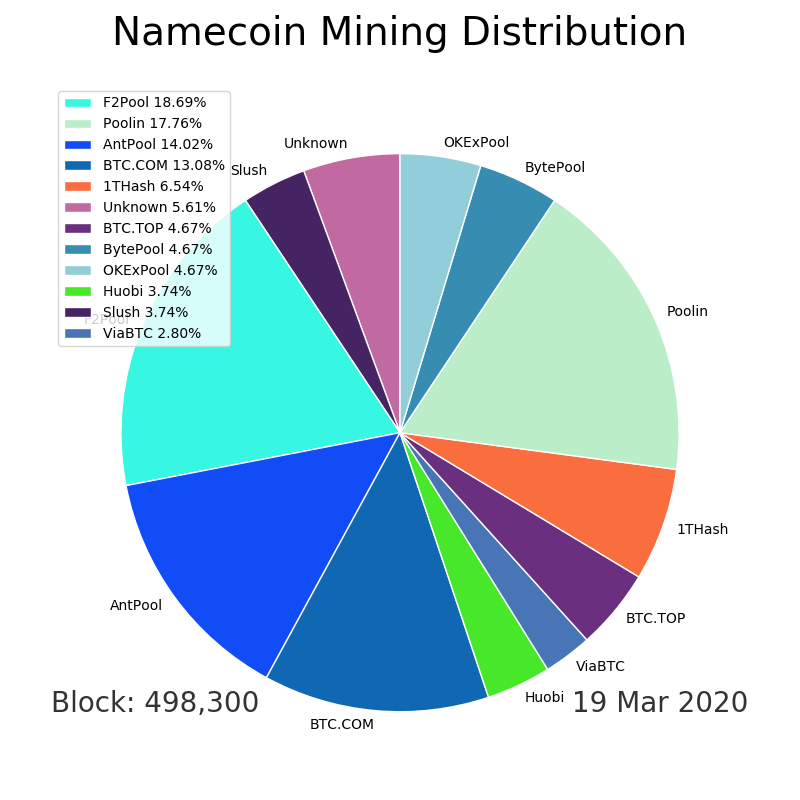 Namecoin Mining Distribution
F2Pool 18.69%
Poolin 17.76%
AntPool 14.02%
BTC.COM 13.08%
1THash 6.54%
Unknown 5.61%
BTC.TOP 4.67%
BytePool 4.67%
OKExPool 4.67%
Huobi 3.74%
Slush 3.74%
ViaBTC 2.80%
Unknown
OKExPool
Slush
BytePool
Poolin
F2Pool
1THash
AntPool
BTC.TOP
ViaBTC
Huobi
BTC.COM
Block: 498,300
19 Mar 2020